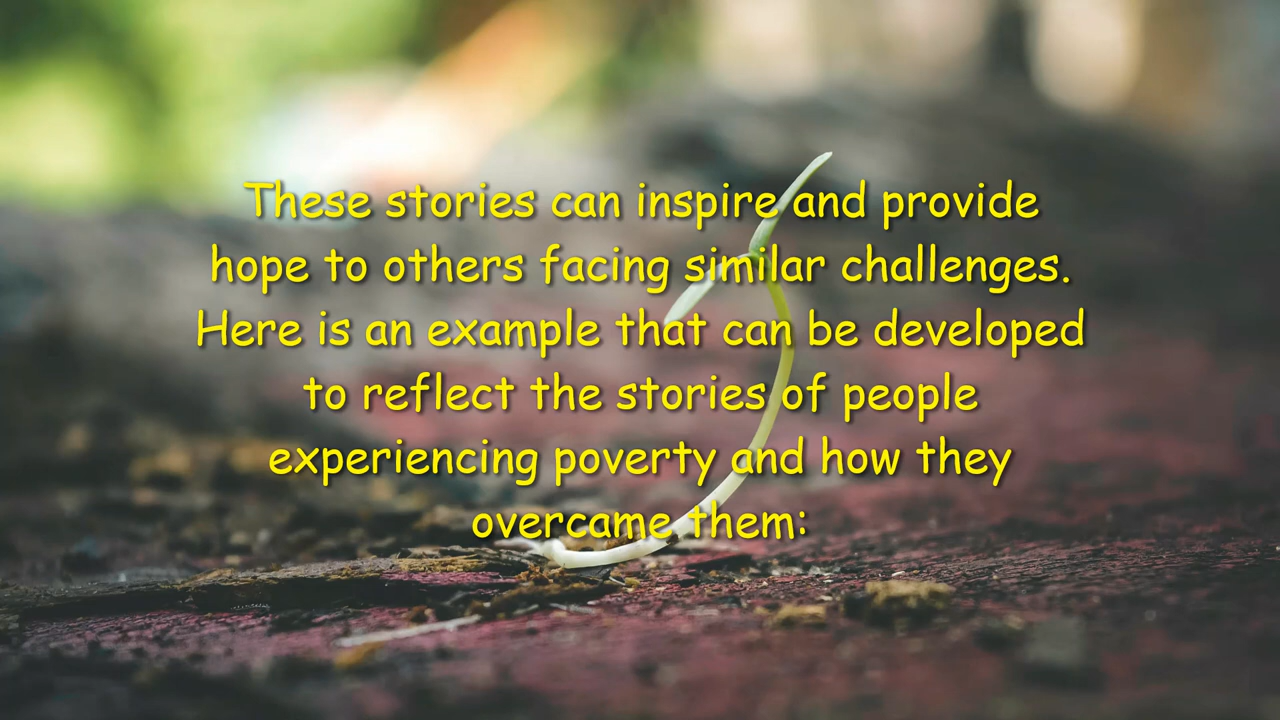 These stories can inspire and provide
hope to others facing similar challenges.
Here is an example that can be developed
to reflect the stories of people
experiencing poverty and how they
overcame them: